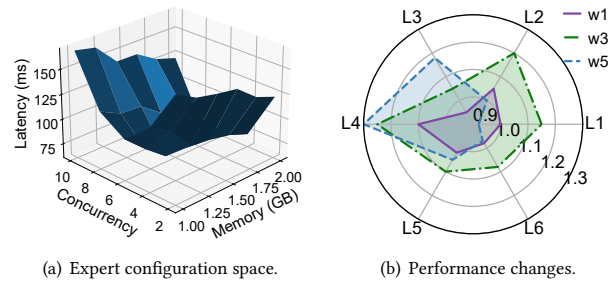 Latency (ms)
150
125
100
75
10
8
6
4
2
Concurrency
1.00
1.25
1.50
1.75
2.00
Memory (GB)
(a) Expert configuration space.
L1
L2
L3
L4
L5
L6
0.9
1.0
1.1
1.2
1.3
w1
w3
w5
(b) Performance changes.